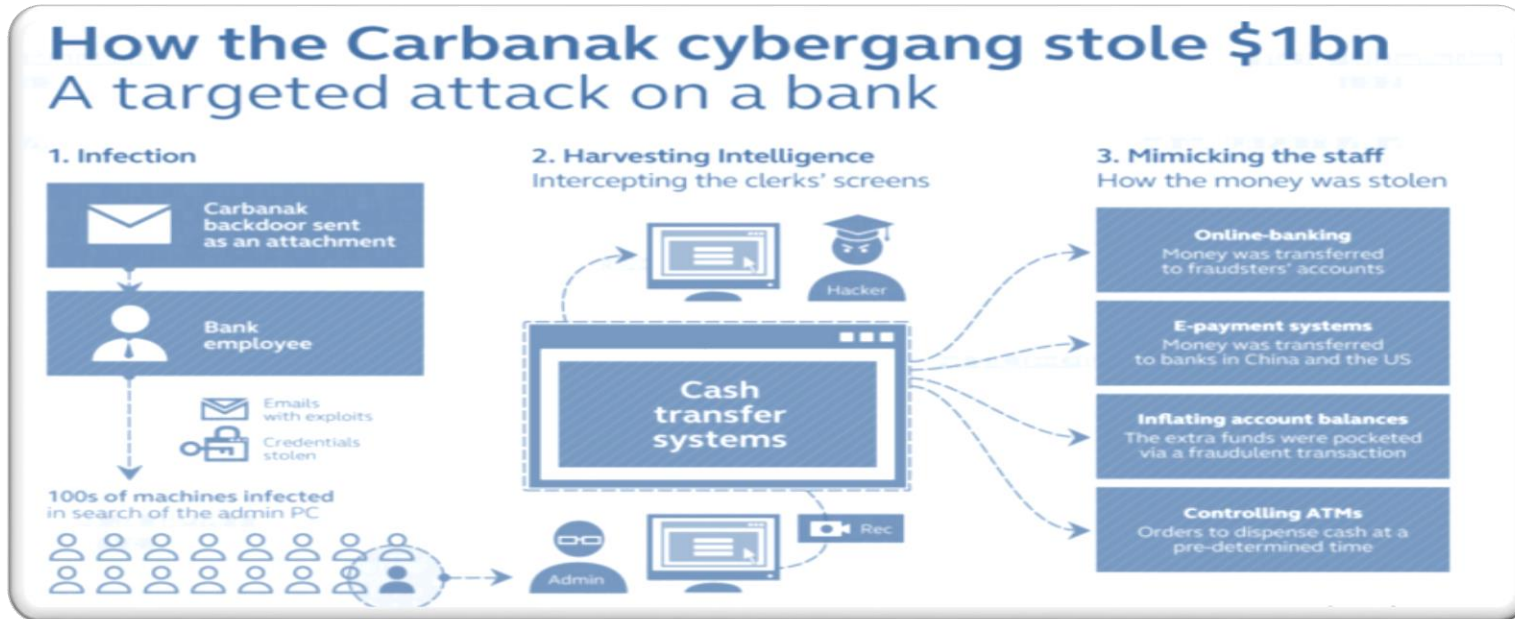 How the Carbanak cybergang stole $1bn
A targeted attack on a bank
1. Infection
Carbanak
backdoor sent
as an attachment
Bank
employee
Emails
with exploits
Credentials
stolen
100s of machines infected
in search of the admin PC
2. Harvesting Intelligence
Intercepting the clerks' screens
Hacker
Cash
transfer
systems
Rec
Admin
3. Mimicking the staff
How the money was stolen
Online-banking
Money was transferred
to fraudsters' accounts
E-payment systems
Money was transferred
to banks in China and the US
Inflating account balances
The extra funds were pocketed
via a fraudulent transaction
Controlling ATMs
Orders to dispense cash at a
pre-determined time